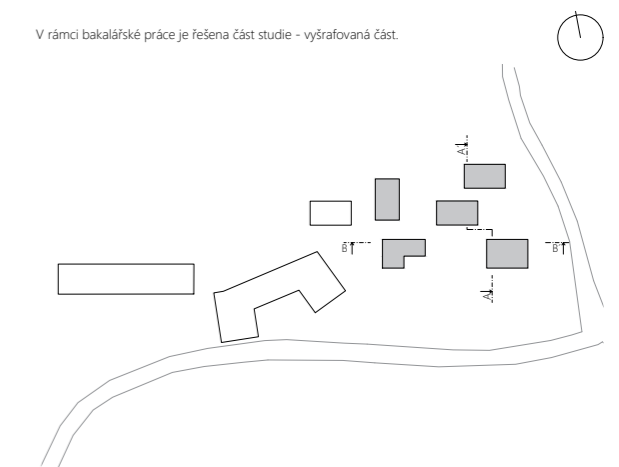 V rámci bakalářské práce je řešena část studie - vyšrafovaná část.
A'
B
B'
A